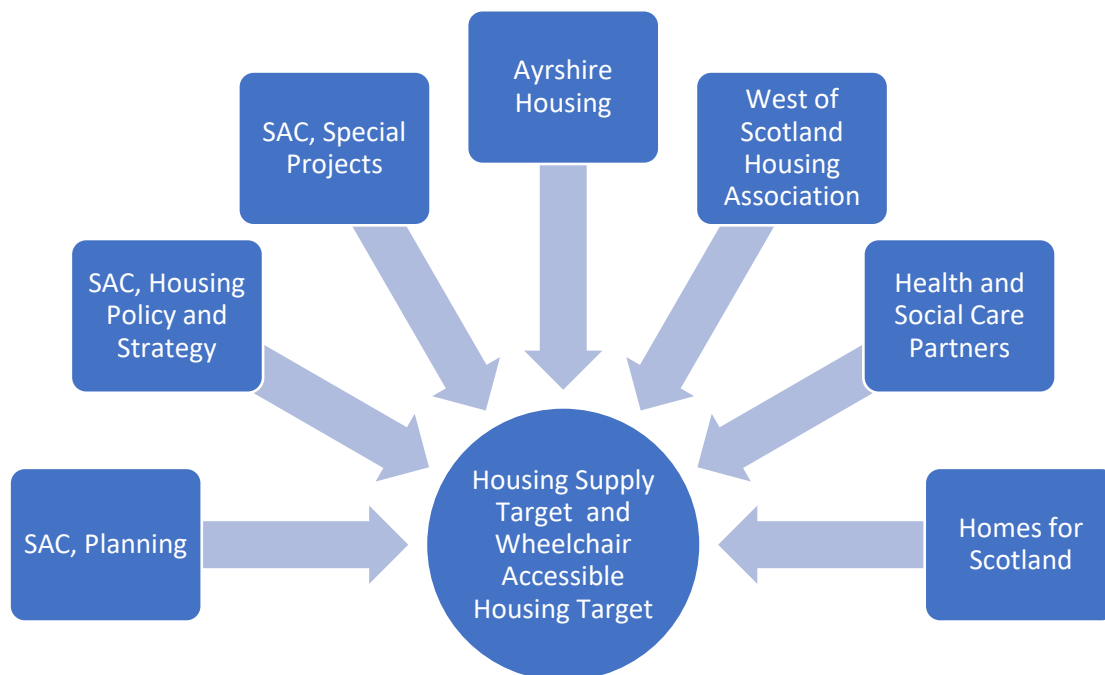 Ayrshire
Housing
SAC, Special
Projects
West of
Scotland
Housing
Association
SAC, Housing
Policy and
Strategy
Health and
Social Care
Partners
SAC, Planning
Housing Supply
Target and
Wheelchair
Accessible
Housing Target
Homes for
Scotland